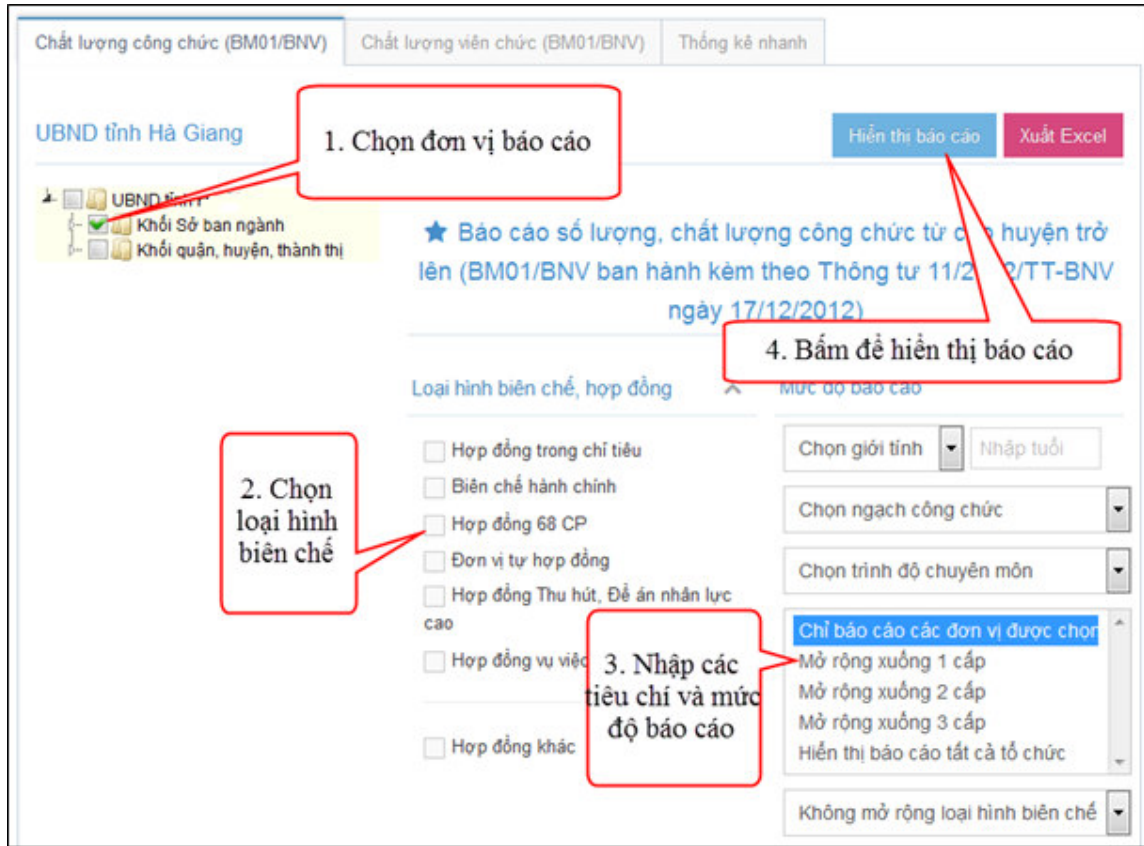 Chất lượng công chức (BM01/BNV)
Chất lượng viên chức (BM01/BNV)
Thống kê nhanh
UBND tỉnh Hà Giang
1. Chọn đơn vị báo cáo
Hiển thị báo cáo
Xuất Excel
UBND tỉnh
Khối Sở ban ngành
Khối quận, huyện, thành thị
★ Báo cáo số lượng, chất lượng công chức từ huyện trở
lên (BM01/BNV ban hành kèm theo Thông tư 11/2 2/TT-BNV
ngày 17/12/2012)
4. Bấm để hiển thị báo cáo
Loại hình biên chế, hợp đồng
Mức độ báo cáo
Hợp đồng trong chỉ tiêu
Biên chế hành chính
Hợp đồng 68 CP
Đơn vị tự hợp đồng
Hợp đồng Thu hút, Đề án nhân lực
cao
Hợp đồng vụ việc
Hợp đồng khác
2. Chọn
loại hình
biên chế
Chọn giới tính
Nhập tuổi
Chọn ngạch công chức
Chọn trình độ chuyên môn
Chỉ báo cáo các đơn vị được chọn
Mở rộng xuống 1 cấp
Mở rộng xuống 2 cấp
Mở rộng xuống 3 cấp
Hiển thị báo cáo tất cả tổ chức
3. Nhập các
tiêu chí và mức
độ báo cáo
Không mở rộng loại hình biên chế